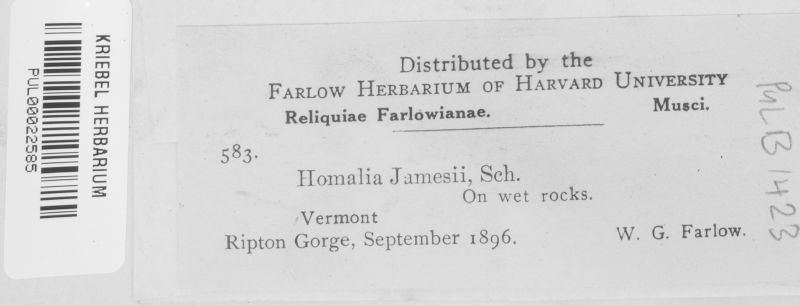 KRIEBEL HERBARIUM
PUL00022585
Distributed by the
FARLOW HERBARIUM OF HARVARD UNIVERSITY
Reliquiae Farlowianae. Musci.
583.
Homalia Jamesii, Sch.
On wet rocks.
Vermont
Ripton Gorge, September 1896. W. G. Farlow.
PULB 1423